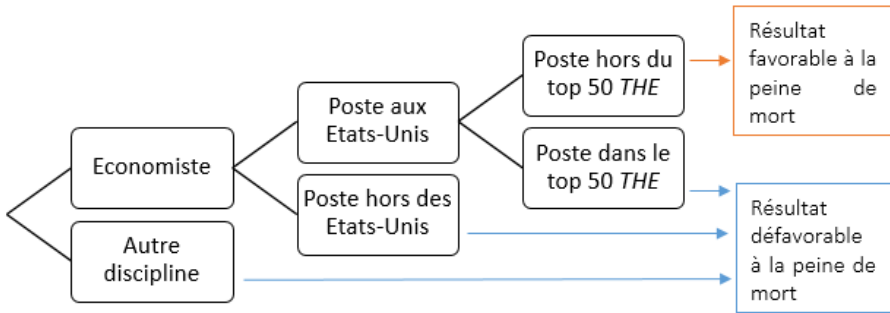 Economiste
Autre
discipline
Poste aux
Etats-Unis
Poste hors des
Etats-Unis
Poste hors du
top 50 THE
Poste dans le
top 50 THE
Résultat
favorable à la
peine de
mort
Résultat
défavorable
à la peine de
mort